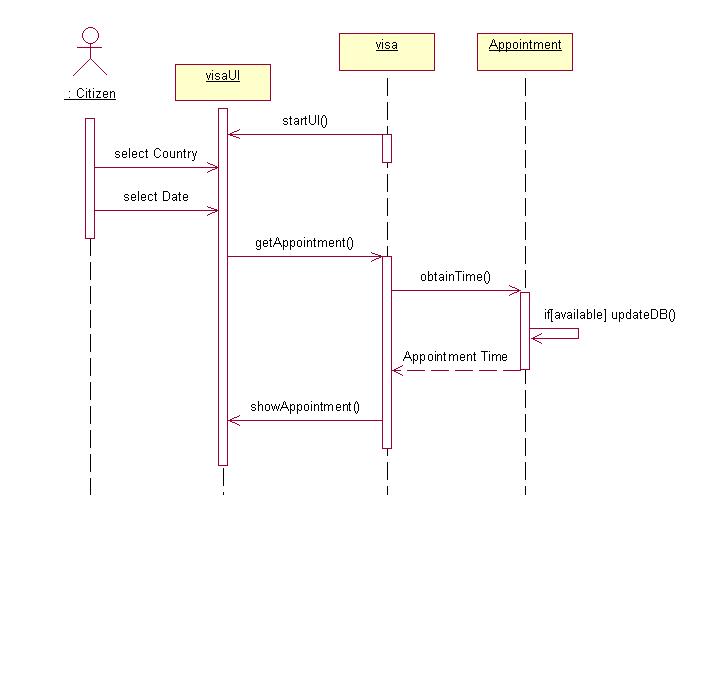 visa
Appointment
visaUI
: Citizen
startUI()
select Country
select Date
getAppointment()
obtainTime()
if[available] updateDB()
Appointment Time
showAppointment()